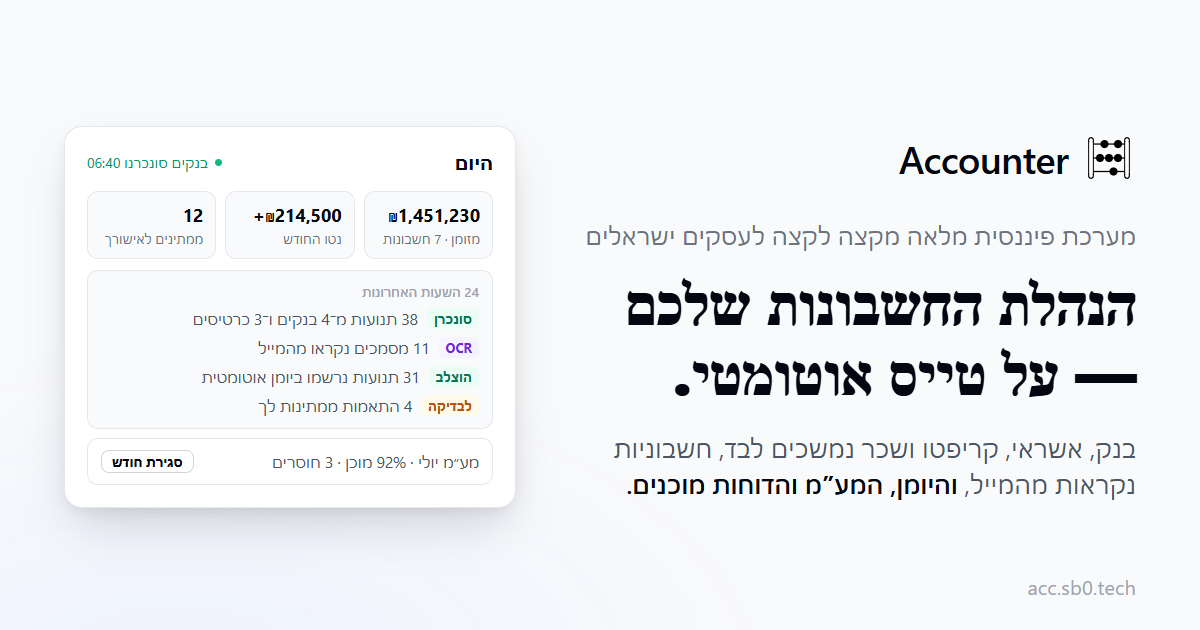 Accounter
מערכת פיננסית מלאה מקצה לקצה לעסקים ישראלים
הנהלת החשבונות שלכם
— על טייס אוטומטי.
בנק, אשראי, קריפטו ושכר נמשכים לבד, חשבוניות
נקראות מהמייל, והיומן, המע״מ והדוחות מוכנים.
acc.sb0.tech
היום
בנקים סונכרנו 06:40
₪1,451,230
מזומן · 7 חשבונות
+₪214,500
נטו החודש
12
ממתינים לאישורך
24 השעות האחרונות
סונכרן 38 תנועות מ־4 בנקים ו־3 כרטיסים
OCR 11 מסמכים נקראו מהמייל
הוצלב 31 תנועות נרשמו ביומן אוטומטית
לבדיקה 4 התאמות ממתינות לך
מע״מ יולי · 92% מוכן · 3 חוסרים
סגירת חודש